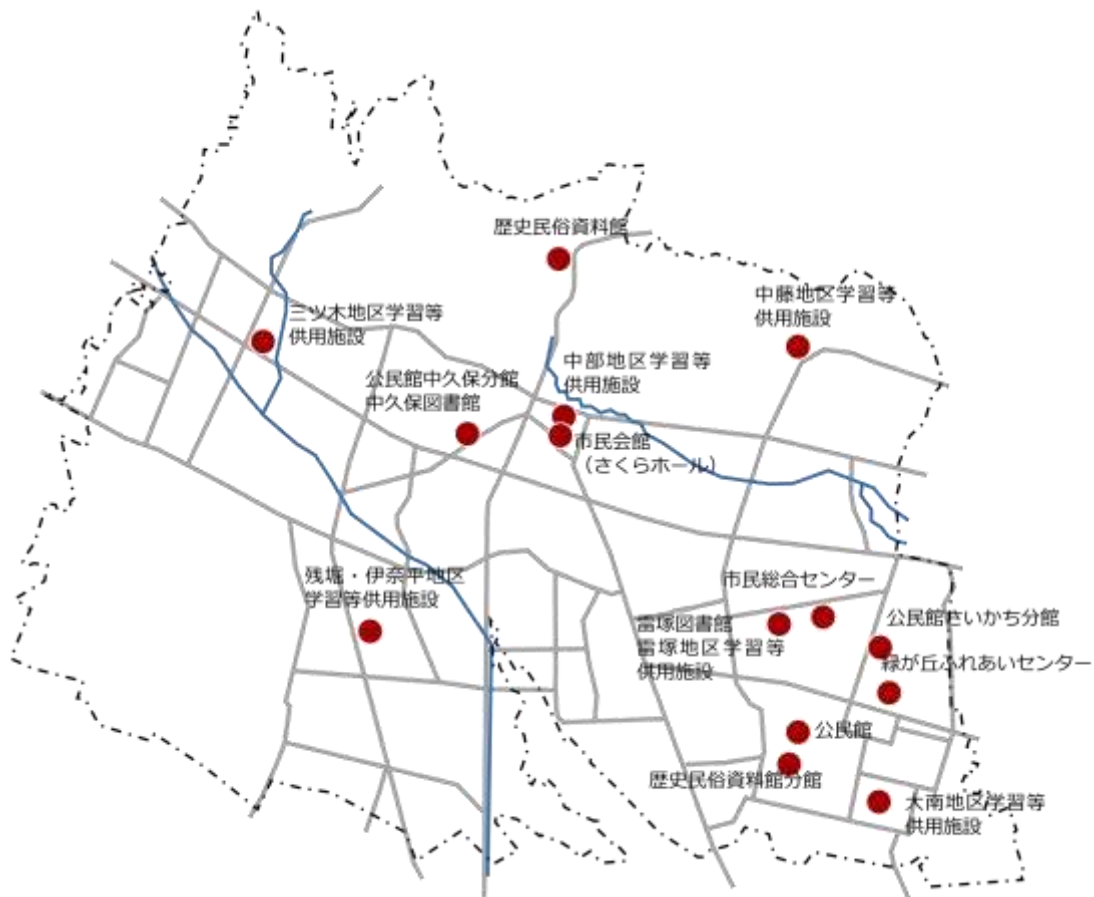 歴史民俗資料館
中藤地区学習等
供用施設
三ツ木地区学習等
供用施設
中部地区学習等
供用施設
公民館中久保分館
中久保図書館
市民会館
（さくらホール）
残堀・伊奈平地区
学習等供用施設
市民総合センター
雷塚図書館
雷塚地区学習等
供用施設
公民館さいかち分館
緑が丘ふれあいセンター
公民館
歴史民俗資料館分館
大南地区学習等
供用施設